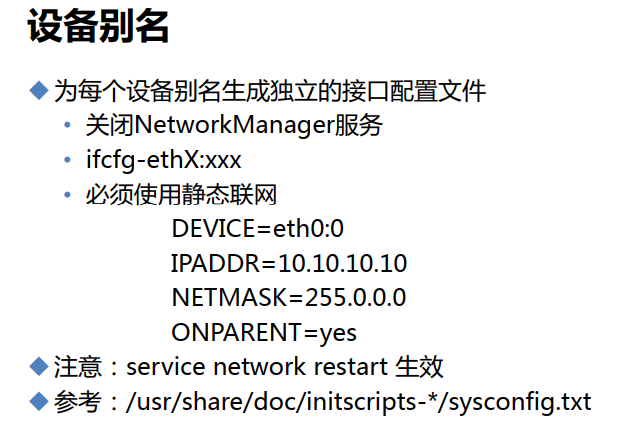 设备别名
为每个设备别名生成独立的接口配置文件
关闭NetworkManager服务
ifcfg-ethX:xxx
必须使用静态联网
DEVICE=eth0:0
IPADDR=10.10.10.10
NETMASK=255.0.0.0
ONPARENT=yes
注意：service network restart 生效
参考：/usr/share/doc/initscripts-*/sysconfig.txt